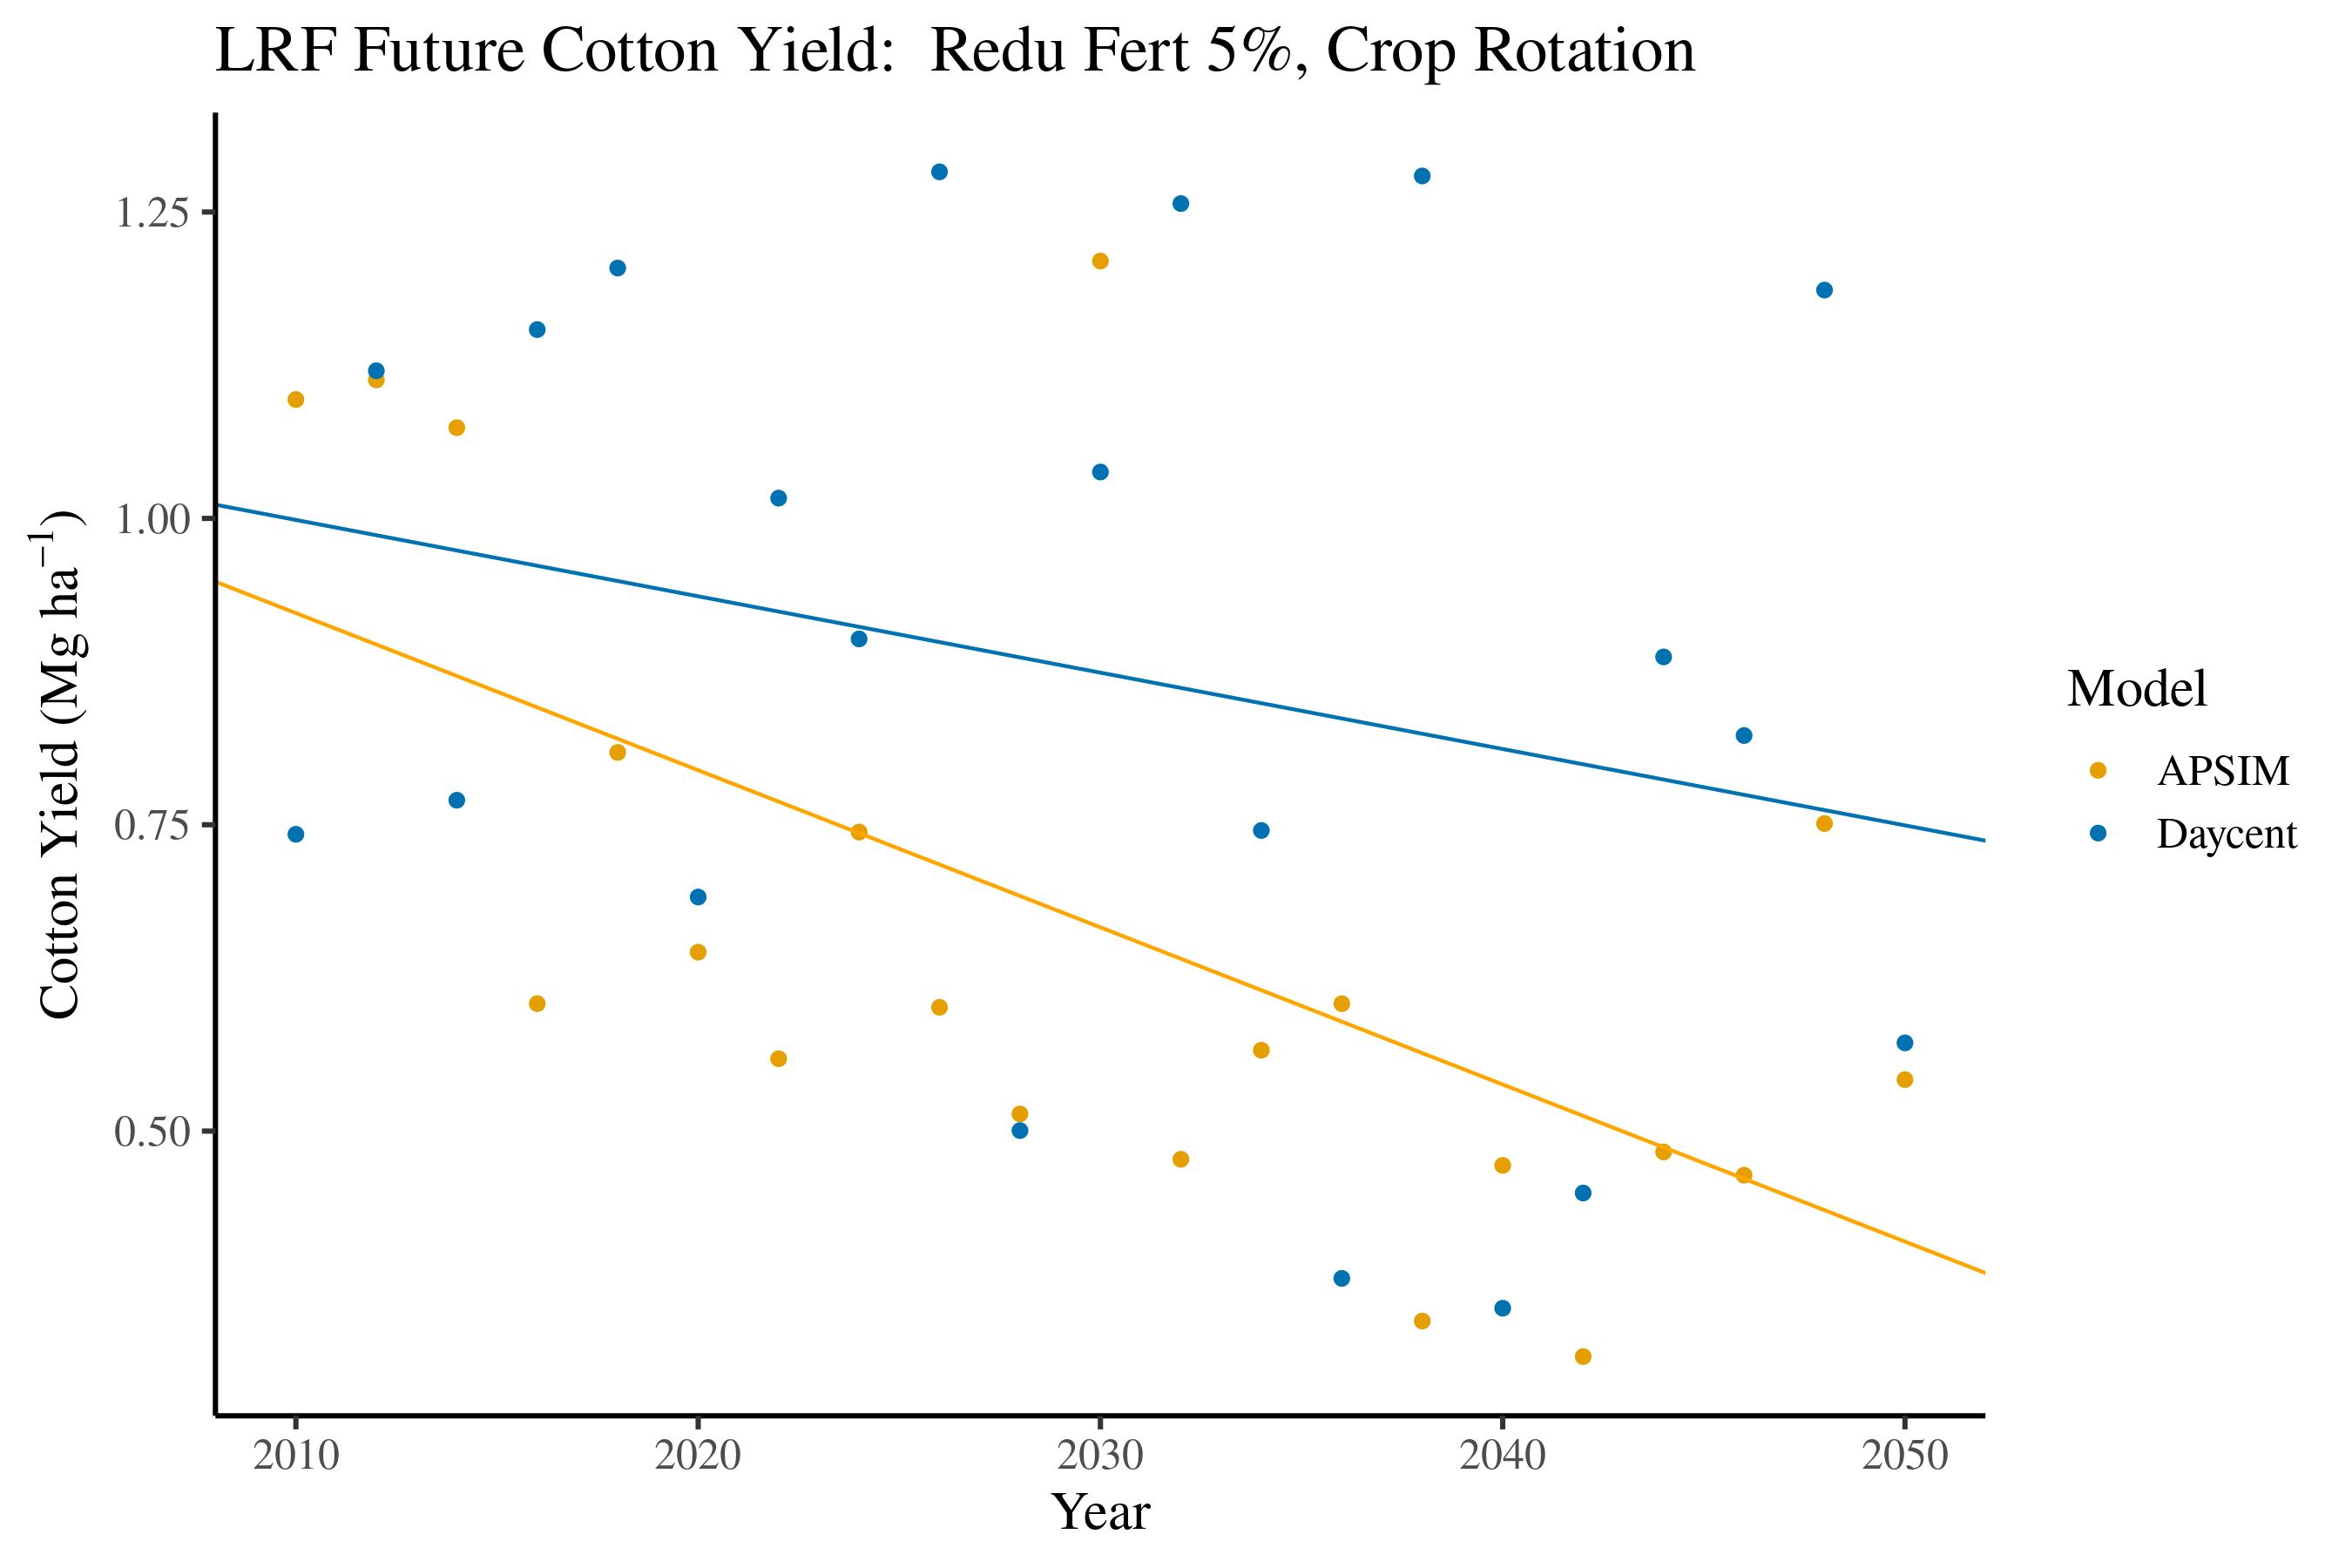 LRF Future Cotton Yield:  Redu Fert 5%, Crop Rotation
Cotton Yield (Mg ha⁻¹)
1.25
1.00
0.75
0.50
2010 2020 2030 2040 2050
Year
Model
APSIM
Daycent